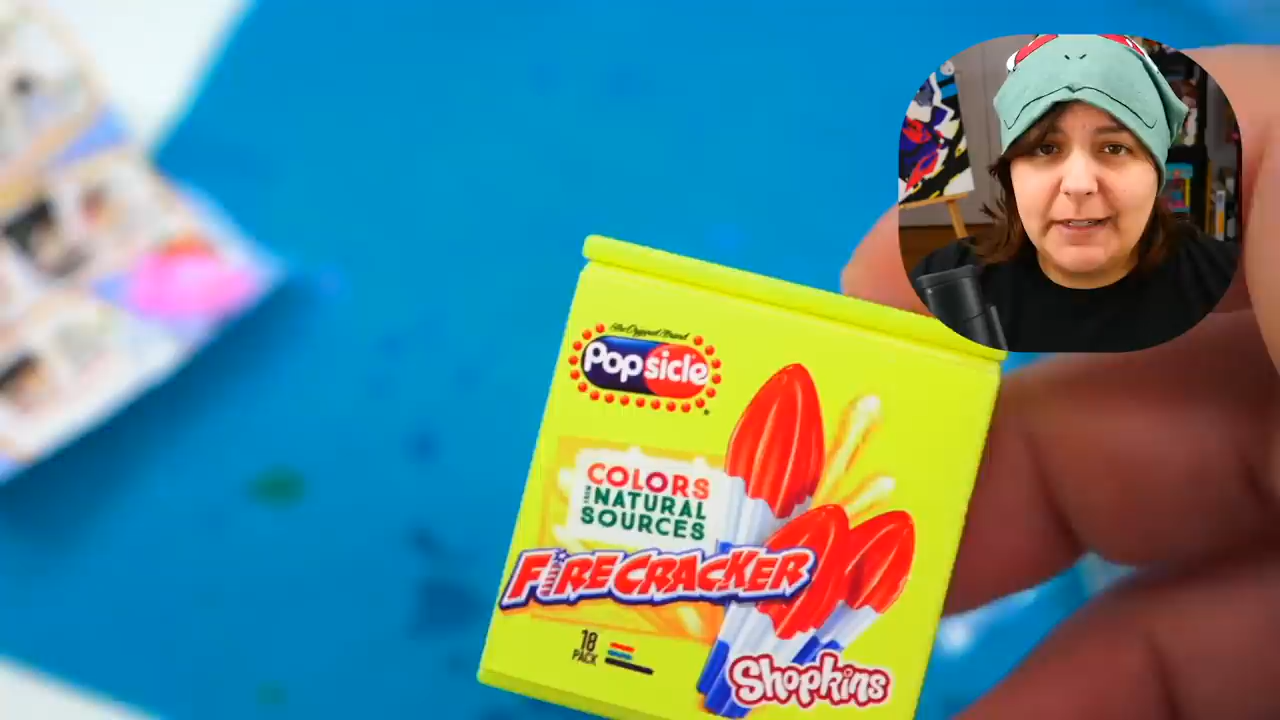 The Original Brand
Popsicle
COLORS
FROM NATURAL
SOURCES
FIRECRACKER
18
PACK
Shopkins